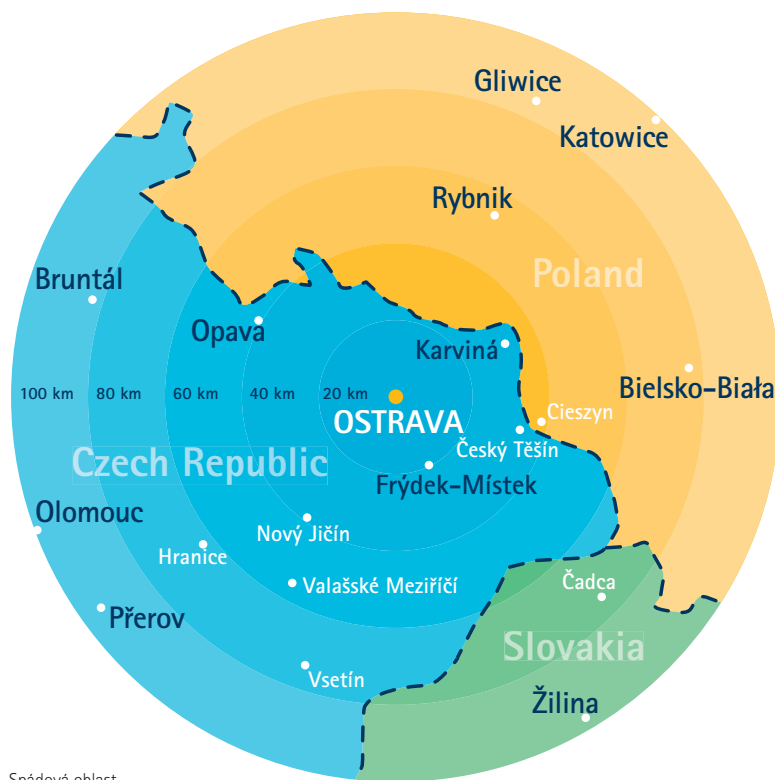 Gliwice
Katowice
Rybnik
Poland
Bruntál
Opava
Karviná
Bielsko-Biała
100 km 80 km 60 km 40 km 20 km
OSTRAVA
Cieszyn
Český Těšín
Czech Republic
Frýdek-Místek
Olomouc
Nový Jičín
Hranice
Valašské Meziříčí
Čadca
Přerov
Slovakia
Vsetín
Žilina
Spádová oblast